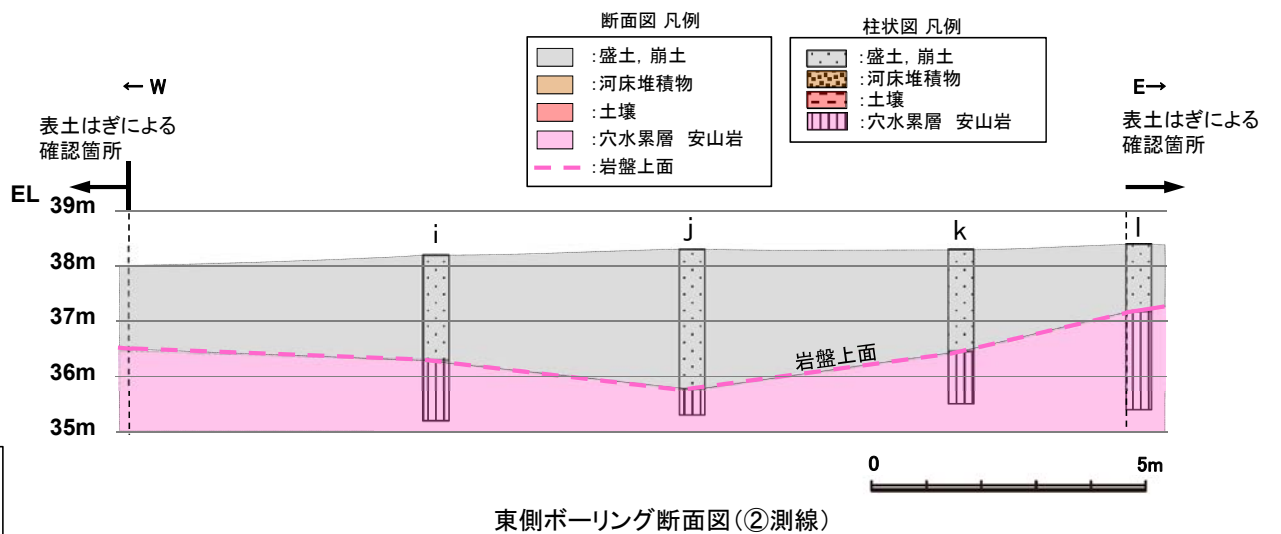 断面図 凡例
:盛土, 崩土
:河床堆積物
:土壌
:穴水累層 安山岩
:岩盤上面
柱状図 凡例
:盛土, 崩土
:河床堆積物
:土壌
:穴水累層 安山岩
← W
表土はぎによる
確認箇所
E→
表土はぎによる
確認箇所
EL
39m
38m
37m
36m
35m
i
j
k
l
岩盤上面
0
5m
東側ボーリング断面図(②測線)